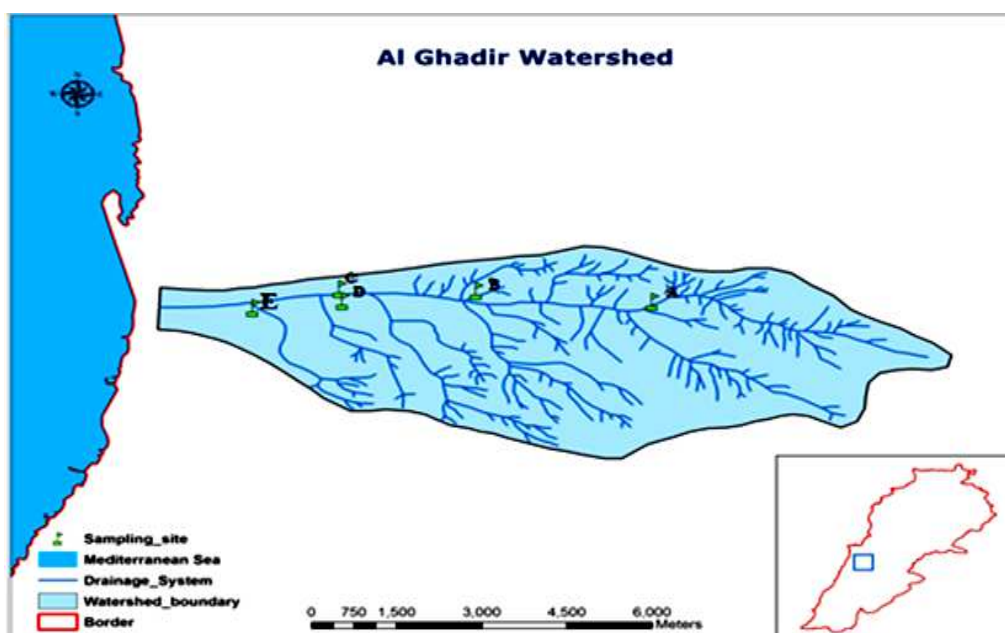 Al Ghadir Watershed
C
B
A
D
E
Sampling_site
Mediterranean Sea
Drainage_System
Watershed_boundary
Border
0 750 1,500 3,000 4,500 6,000
Meters